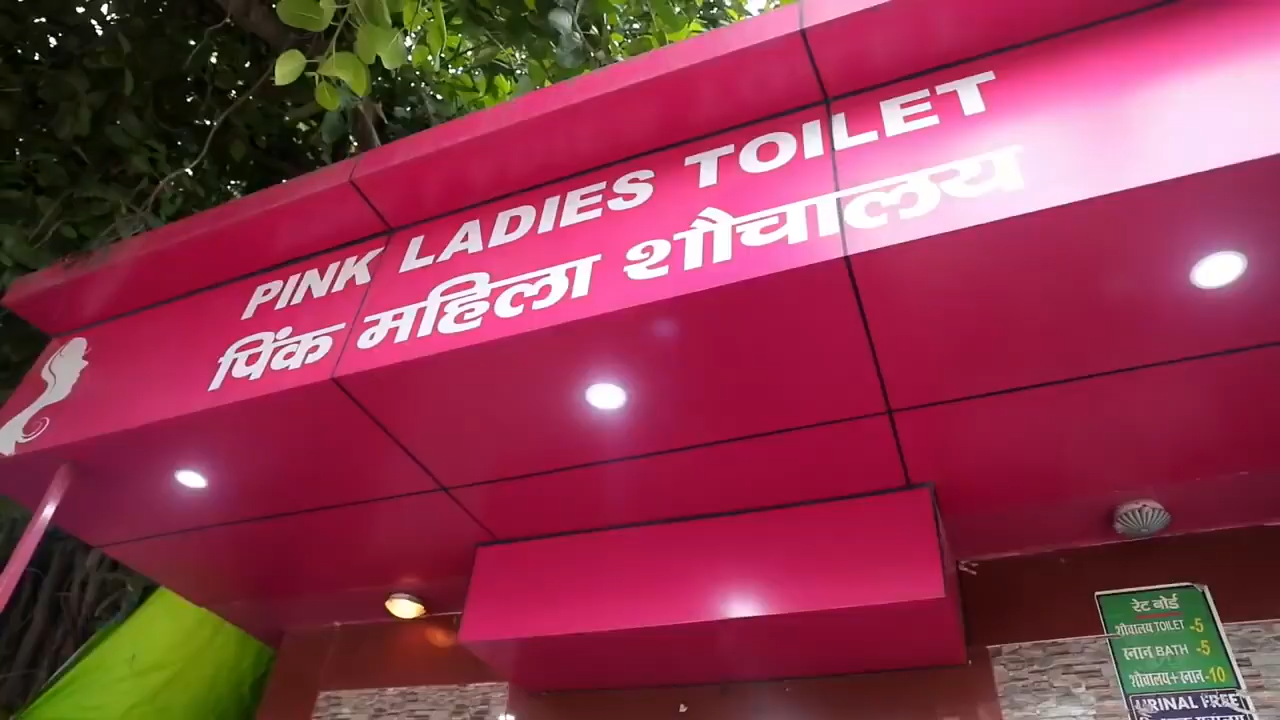 PINK LADIES TOILET
पिंक महिला शौचालय
रेट बोर्ड
शौचालय TOILET -5
स्नान BATH -5
शौचालय+स्नान-10
URINAL FREE